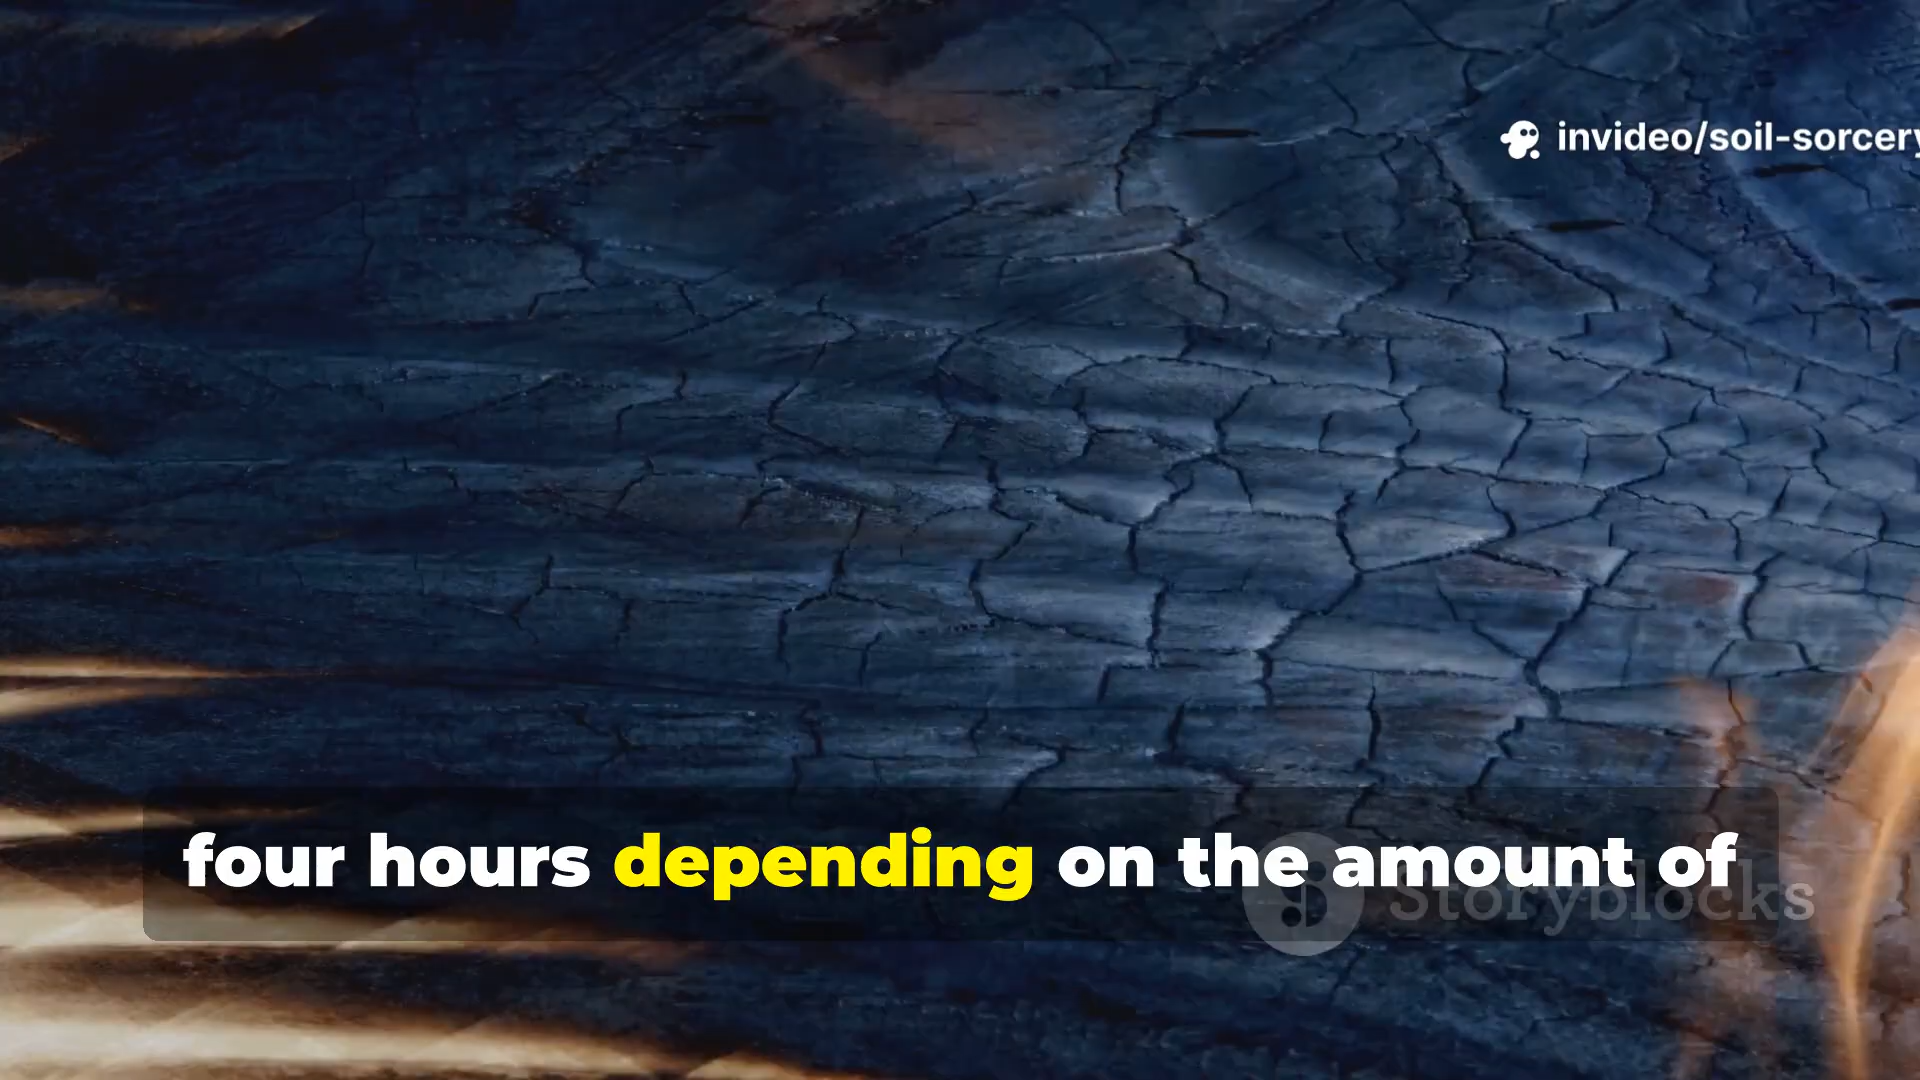 invideo/soil-sorcery
four hours depending on the amount of
Storyblocks